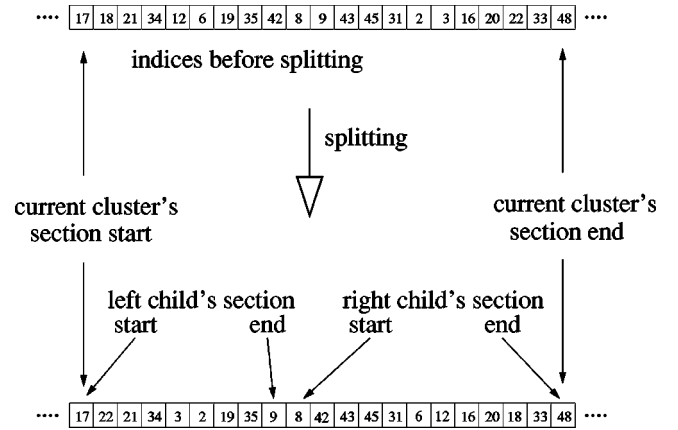 .... 17 18 21 34 12 6 19 35 42 8 9 43 45 31 2 3 16 20 22 33 48 ....
indices before splitting
splitting
current cluster's
section start
current cluster's
section end
left child's section
start end
right child's section
start end
.... 17 22 21 34 3 2 19 35 9 8 42 43 45 31 6 12 16 20 18 33 48 ....